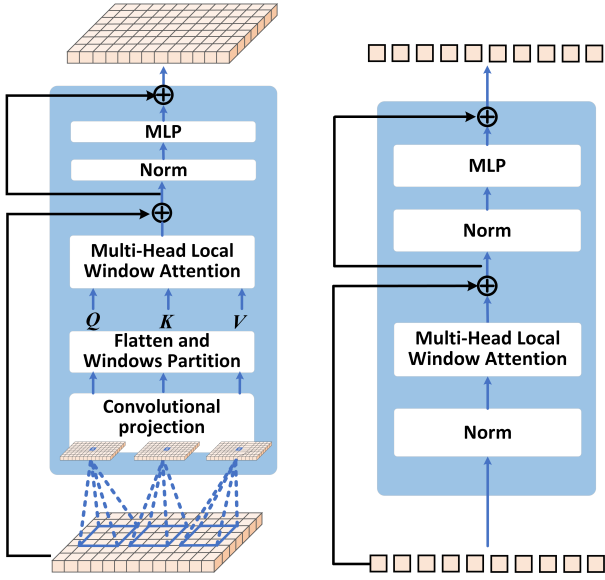 MLP
Norm
Multi-Head Local
Window Attention
Q K V
Flatten and
Windows Partition
Convolutional
projection
MLP
Norm
Multi-Head Local
Window Attention
Norm